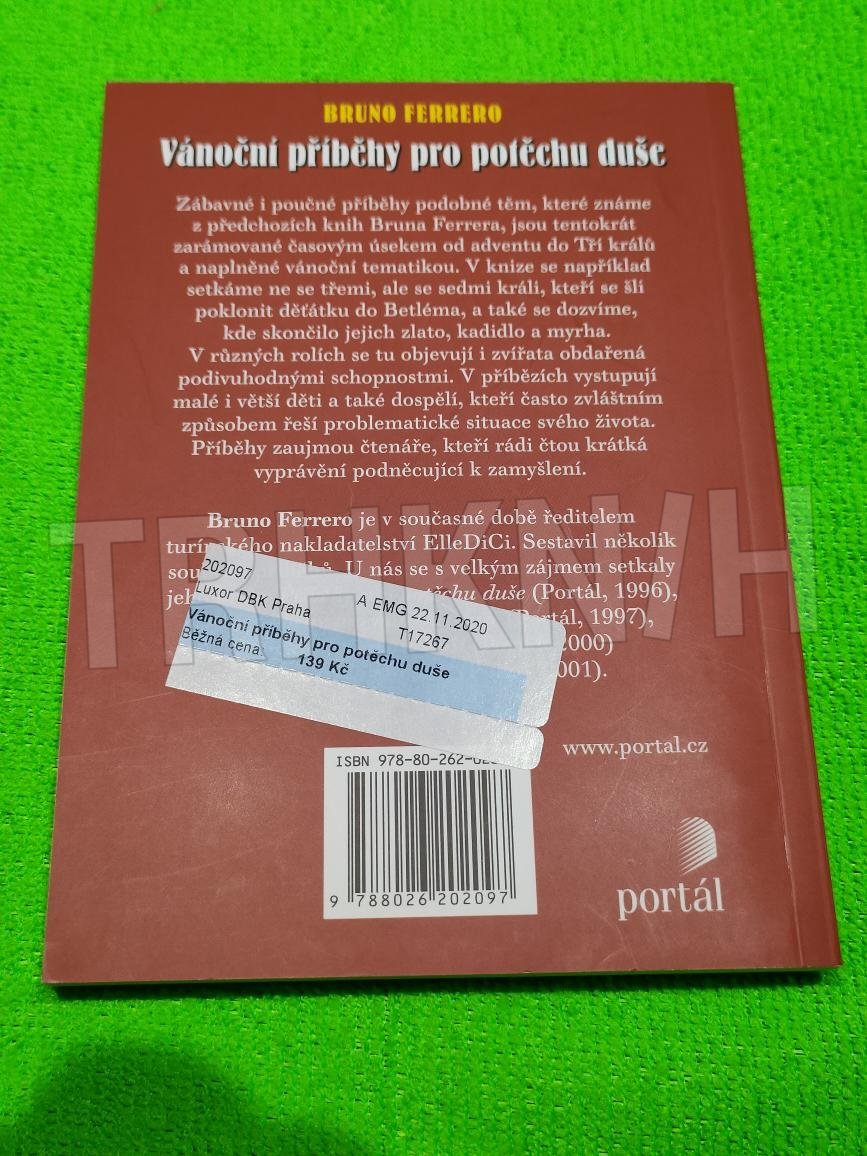 BRUNO FERRERO
Vánoční příběhy pro potěchu duše
Zábavné i poučné příběhy podobné těm, které známe
z předchozích knih Bruna Ferrera, jsou tentokrát
zarámované časovým úsekem od adventu do Tří králů
a naplněné vánoční tematikou. V knize se například
setkáme ne se třemi, ale se sedmi králi, kteří se šli
poklonit děťátku do Betléma, a také se dozvíme,
kde skončilo jejich zlato, kadidlo a myrha.
V různých rolích se tu objevují i zvířata obdařená
podivuhodnými schopnostmi. V příbězích vystupují
malé i větší děti a také dospělí, kteří často zvláštním
způsobem řeší problematické situace svého života.
Příběhy zaujmou čtenáře, kteří rádi čtou krátká
vyprávění podněcující k zamyšlení.
Bruno Ferrero je v současné době ředitelem
turínského nakladatství ElleDiCi. Sestavil několik
U nás se s velkým zájmem setkaly
duše (Portál, 1996),
1997),
TRHKNIH
202097
Luxor DBK Praha
A EMG 22.11.2020
T17267
Vánoční příběhy pro potěchu duše
Běžná cena:
139 Kč
www.portal.cz
ISBN 978-80-262-
9 788026 202097
portál